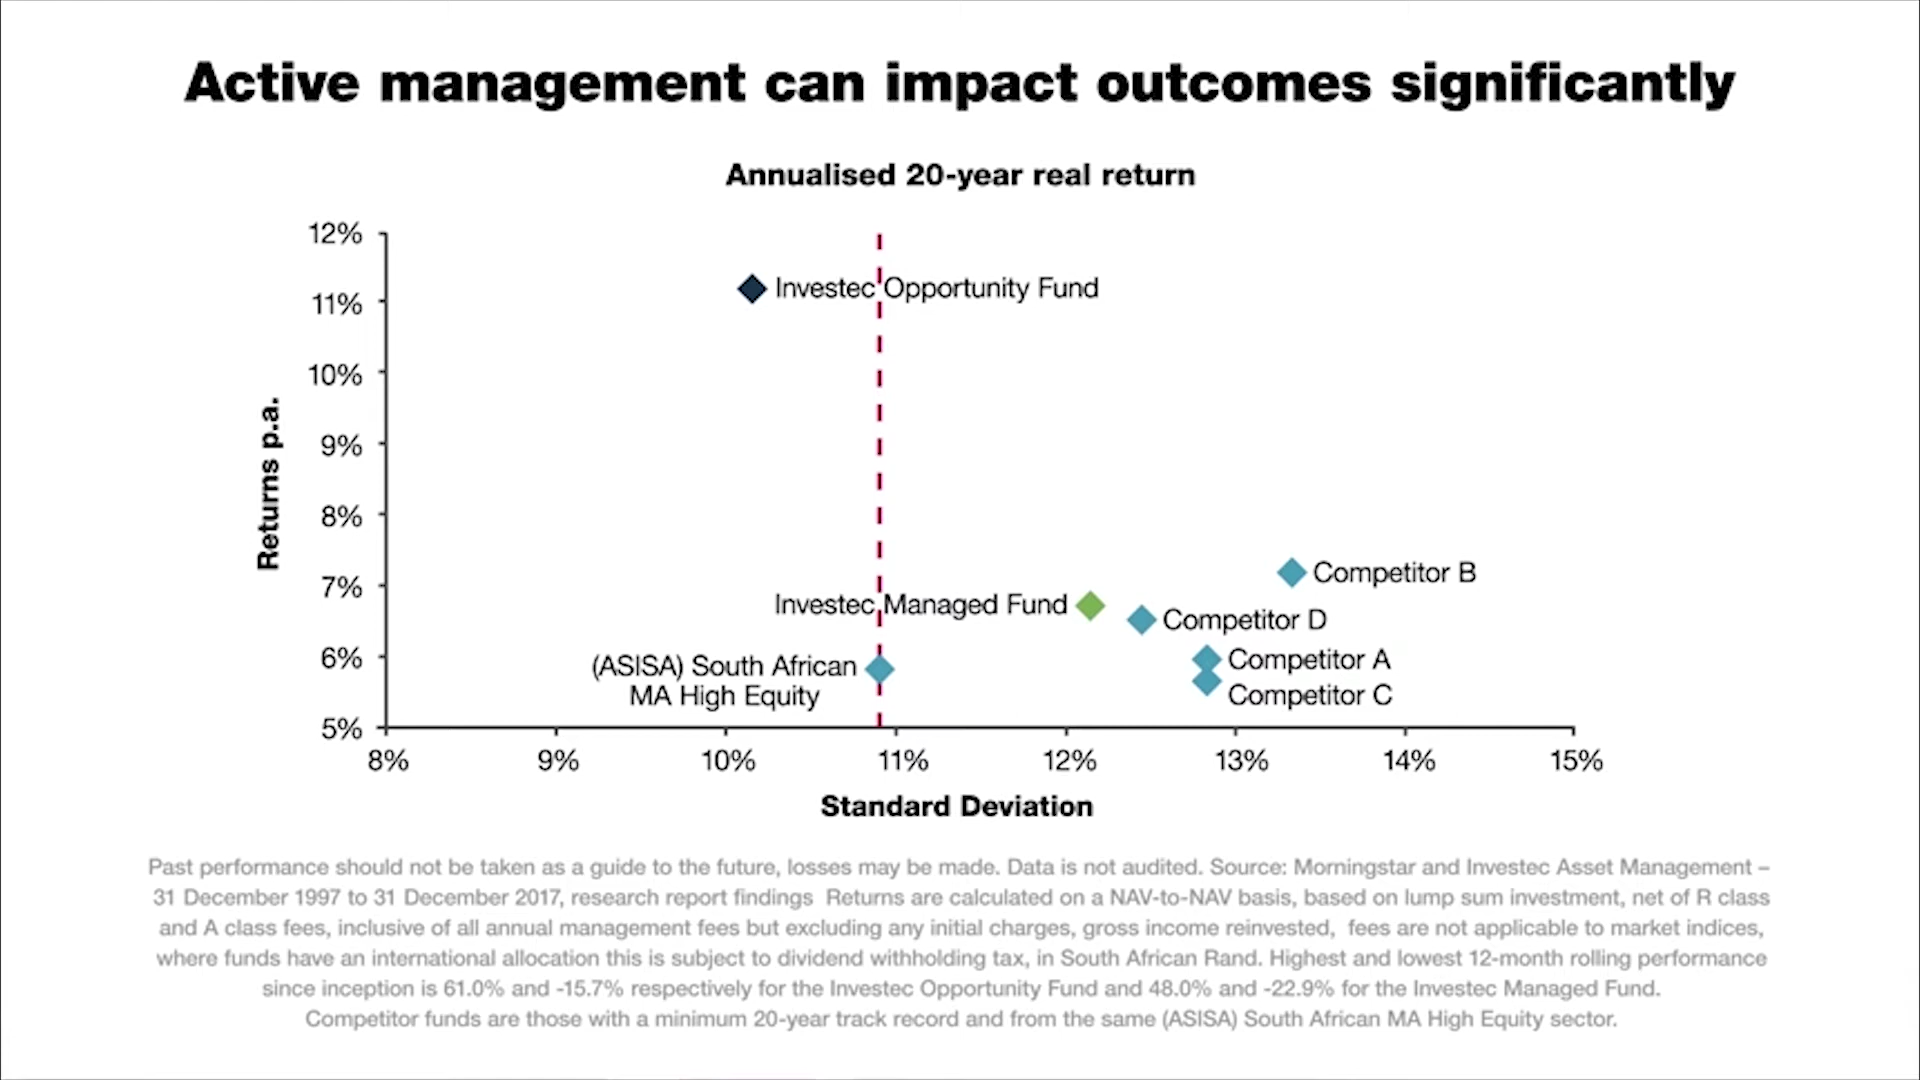 Active management can impact outcomes significantly
Annualised 20-year real return
Returns p.a.
12%
11%
10%
9%
8%
7%
6%
5%
Investec Opportunity Fund
Competitor B
Investec Managed Fund
Competitor D
Competitor A
(ASISA) South African
MA High Equity
Competitor C
8%
9%
10%
11%
12%
13%
14%
15%
Standard Deviation
Past performance should not be taken as a guide to the future, losses may be made. Data is not audited. Source: Morningstar and Investec Asset Management –
31 December 1997 to 31 December 2017, research report findings  Returns are calculated on a NAV-to-NAV basis, based on lump sum investment, net of R class
and A class fees, inclusive of all annual management fees but excluding any initial charges, gross income reinvested,  fees are not applicable to market indices,
where funds have an international allocation this is subject to dividend withholding tax, in South African Rand. Highest and lowest 12-month rolling performance
since inception is 61.0% and -15.7% respectively for the Investec Opportunity Fund and 48.0% and -22.9% for the Investec Managed Fund.
Competitor funds are those with a minimum 20-year track record and from the same (ASISA) South African MA High Equity sector.